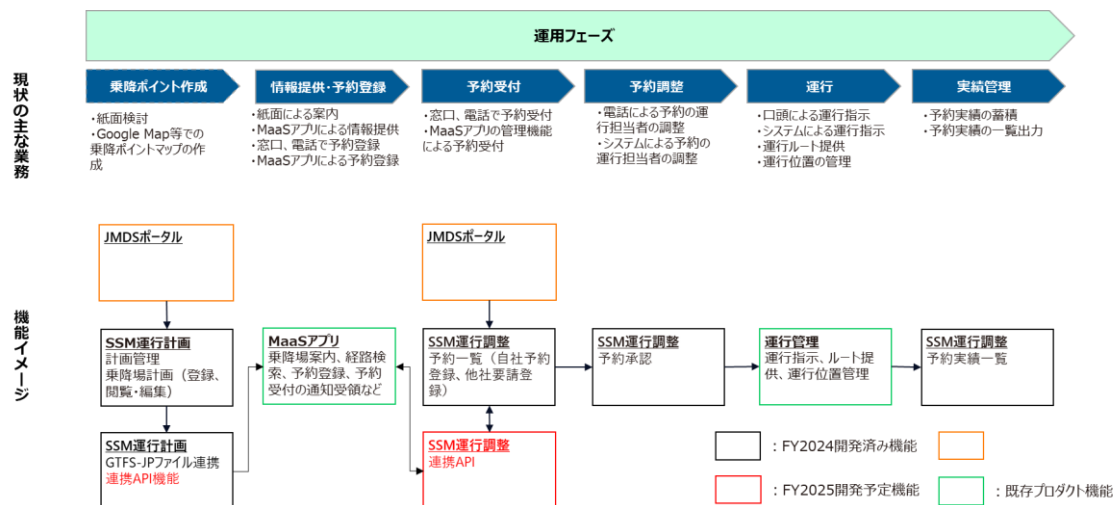 運用フェーズ
現状の主な業務
乗降ポイント作成
・紙面検討
・Google Map等での
乗降ポイントマップの作
成
情報提供・予約登録
・紙面による案内
・MaaSアプリによる情報提供
・窓口、電話で予約登録
・MaaSアプリによる予約登録
予約受付
・窓口、電話で予約受付
・MaaSアプリの管理機能
による予約受付
予約調整
・電話による予約の運
行担当者の調整
・システムによる予約の
運行担当者の調整
運行
・口頭による運行指示
・システムによる運行指示
・運行ルート提供
・運行位置の管理
実績管理
・予約実績の蓄積
・予約実績の一覧出力
機能イメージ
JMDSポータル
JMDSポータル
SSM運行計画
計画管理
乗降場計画（登録、
閲覧・編集）
MaaSアプリ
乗降場案内、経路検
索、予約登録、予約
受付の通知受領など
SSM運行調整
予約一覧（自社予約
登録、他社要請登
録）
SSM運行調整
予約承認
運行管理
運行指示、ルート提
供、運行位置管理
SSM運行調整
予約実績一覧
SSM運行計画
GTFS-JPファイル連携
連携API機能
SSM運行調整
連携API
：FY2024開発済み機能
：FY2025開発予定機能
：既存プロダクト機能